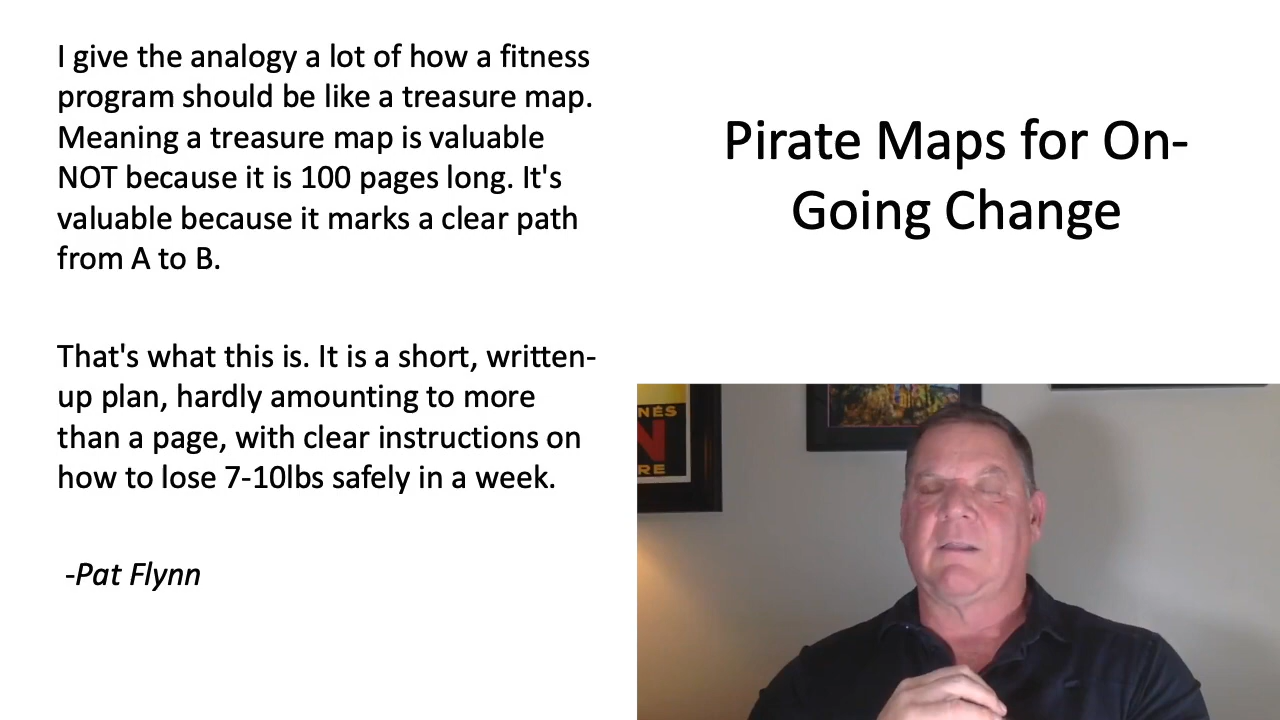 I give the analogy a lot of how a fitness
program should be like a treasure map.
Meaning a treasure map is valuable
NOT because it is 100 pages long. It's
valuable because it marks a clear path
from A to B.
That's what this is. It is a short, written-
up plan, hardly amounting to more
than a page, with clear instructions on
how to lose 7-10lbs safely in a week.
-Pat Flynn
Pirate Maps for On-
Going Change
NÉS
N
RE